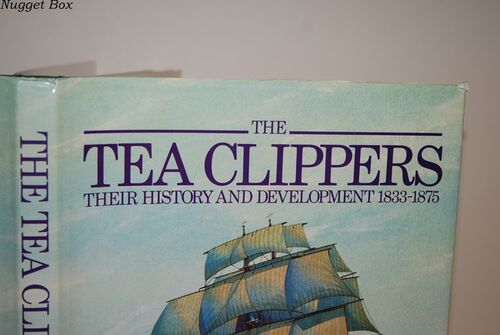 Nugget Box
THE
TEA CLIPPERS
THEIR HISTORY AND DEVELOPMENT 1833-1875
THE TEA CLI